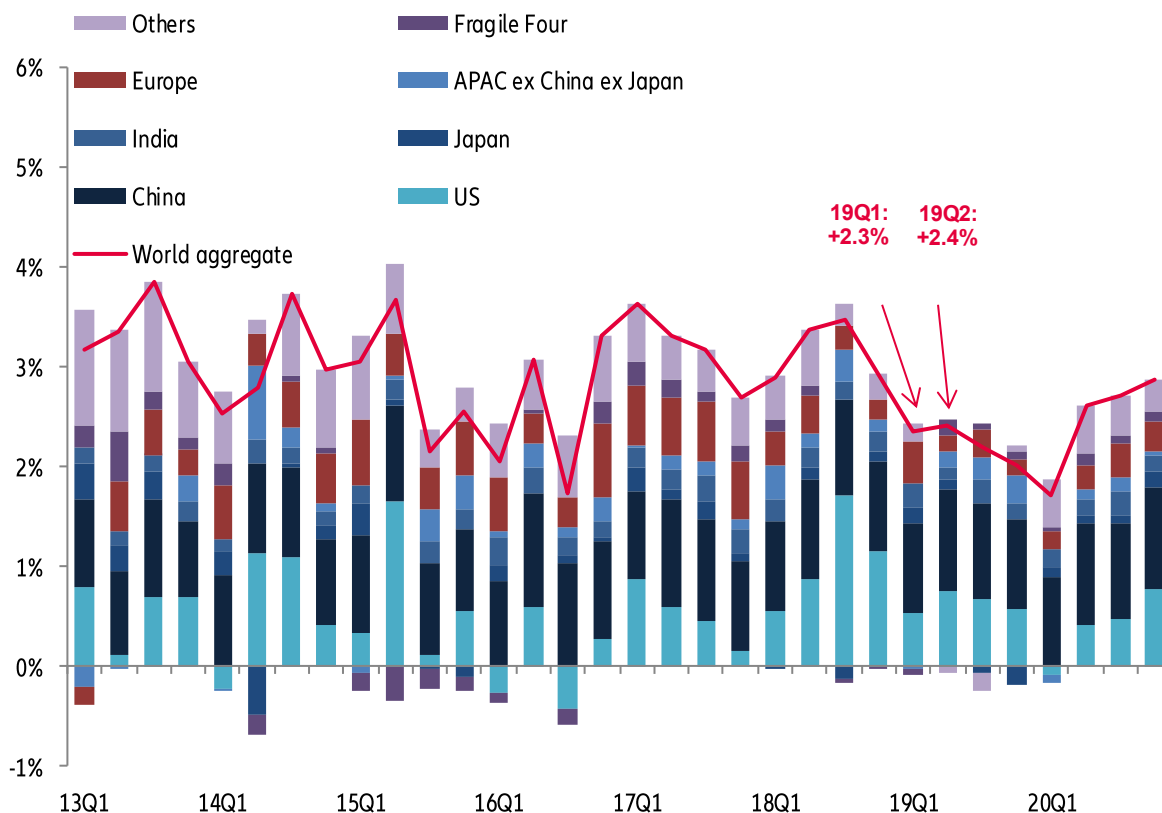 Others
Fragile Four
6%
Europe
APAC ex China ex Japan
India
Japan
5%
China
US
19Q1:
+2.3%
19Q2:
+2.4%
World aggregate
4%
3%
2%
1%
0%
-1%
13Q1
14Q1
15Q1
16Q1
17Q1
18Q1
19Q1
20Q1